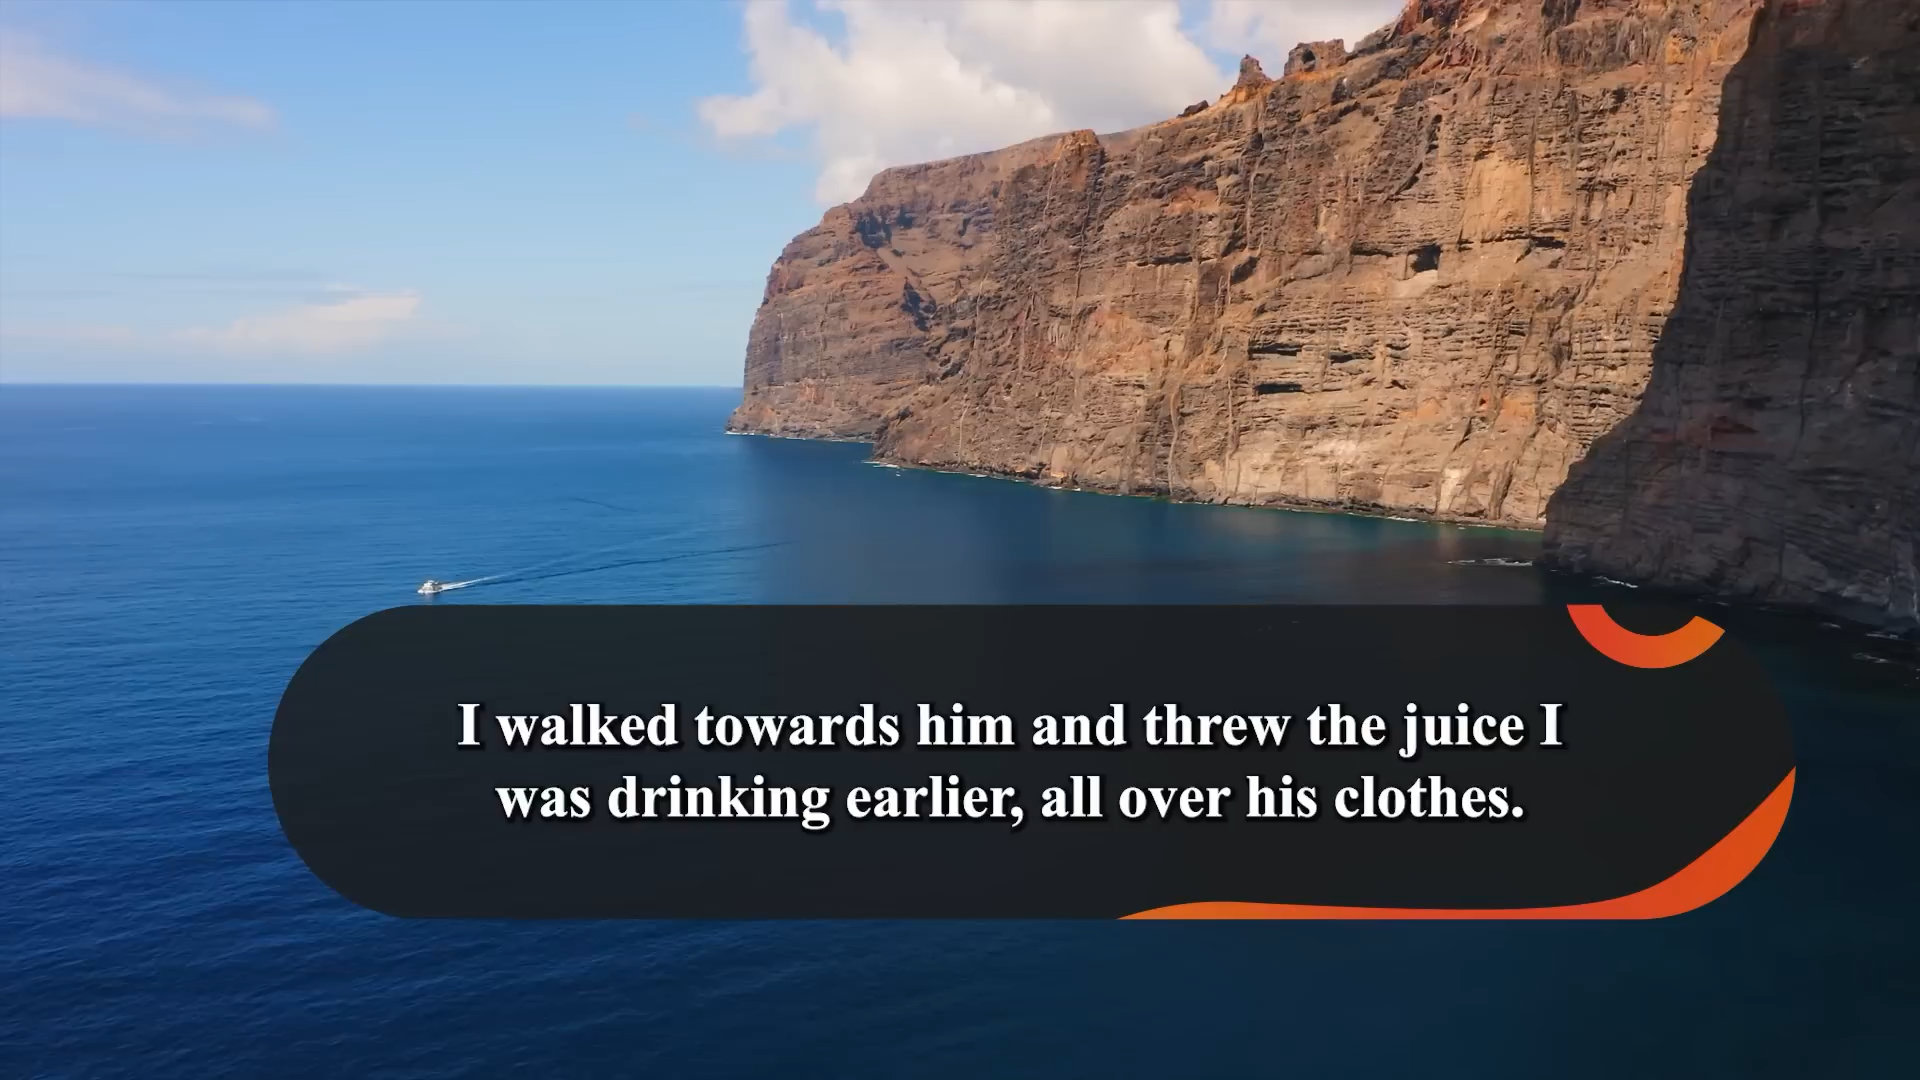 I walked towards him and threw the juice I
was drinking earlier, all over his clothes.